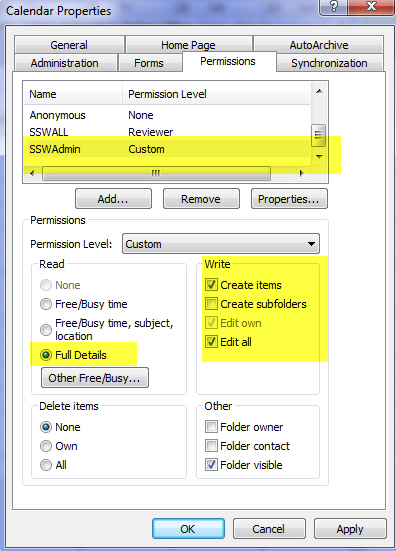 Calendar Properties
General Home Page AutoArchive
Administration Forms Permissions Synchronization
Name Permission Level
Anonymous None
SSWALL Reviewer
SSWAdmin Custom
Add... Remove Properties...
Permissions
Permission Level: Custom
Read
None
Free/Busy time
Free/Busy time, subject,
location
Full Details
Other Free/Busy...
Write
Create items
Create subfolders
Edit own
Edit all
Delete items
None
Own
All
Other
Folder owner
Folder contact
Folder visible
OK Cancel Apply